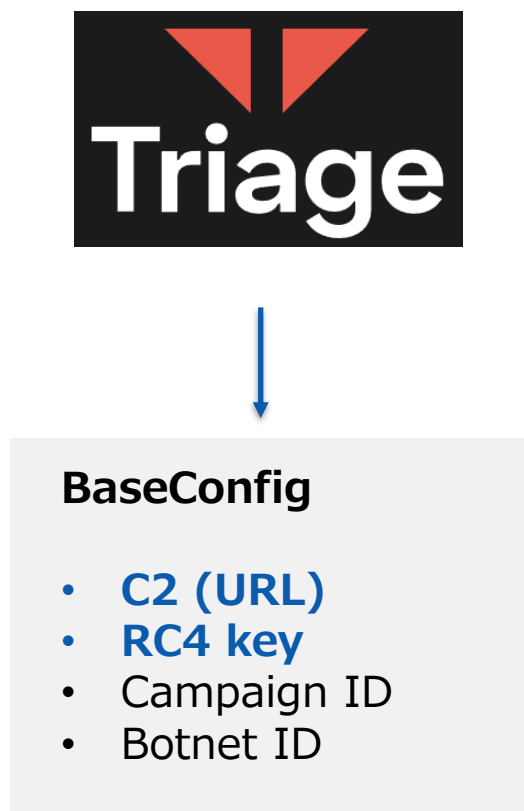 Triage
BaseConfig
• C2 (URL)
• RC4 key
• Campaign ID
• Botnet ID